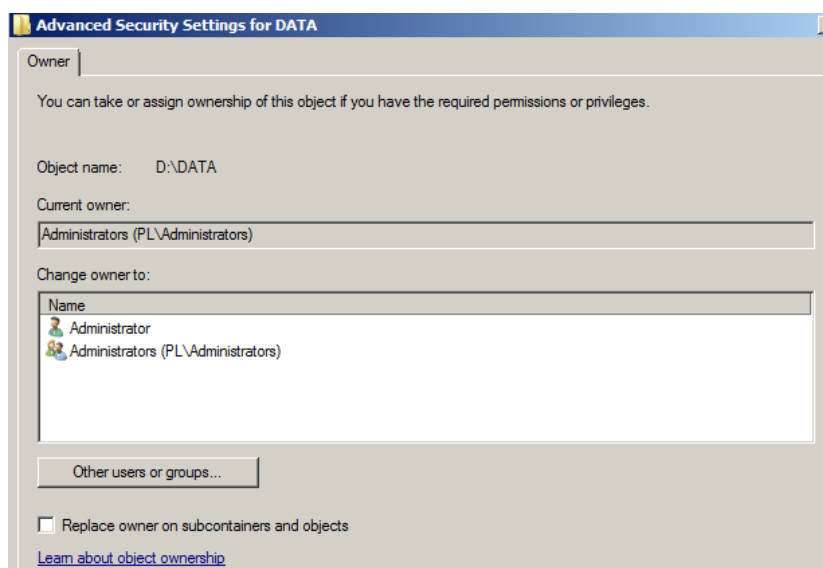 Advanced Security Settings for DATA
Owner
You can take or assign ownership of this object if you have the required permissions or privileges.
Object name: D:\DATA
Current owner:
Administrators (PL\Administrators)
Change owner to:
Name
Administrator
Administrators (PL\Administrators)
Other users or groups...
Replace owner on subcontainers and objects
Learn about object ownership